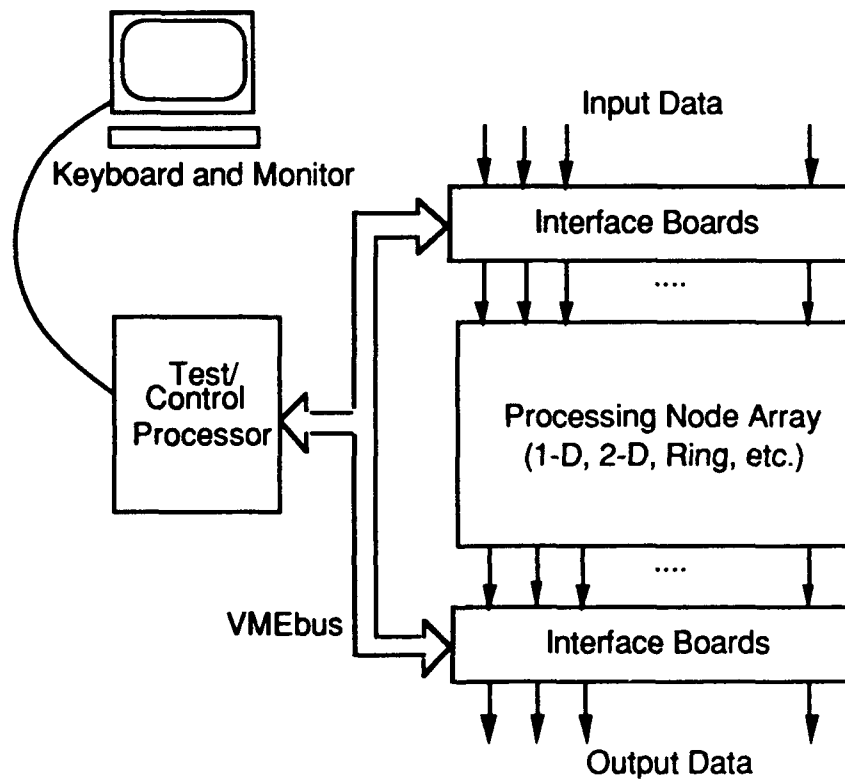 Keyboard and Monitor
Input Data
Interface Boards
....
Test/
Control
Processor
Processing Node Array
(1-D, 2-D, Ring, etc.)
....
VMEbus
Interface Boards
Output Data